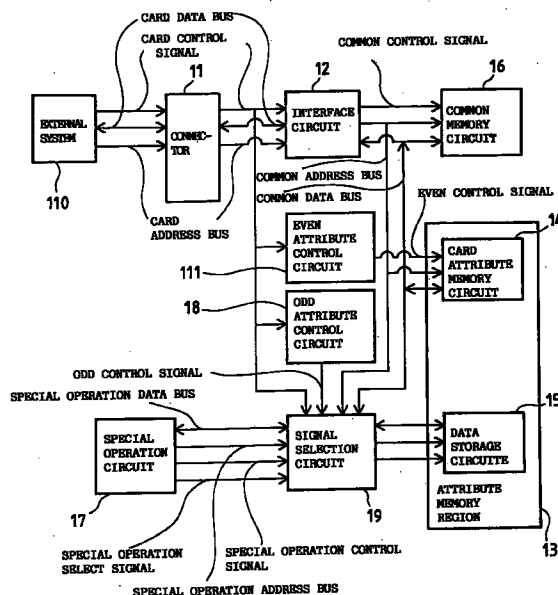 CARD DATA BUS
CARD CONTROL
SIGNAL
11
12
COMMON CONTROL SIGNAL
16
EXTERNAL
SYSTEM
110
CONNEC-
TOR
INTERFACE
CIRCUIT
COMMON
MEMORY
CIRCUIT
CARD
ADDRESS BUS
COMMON ADDRESS BUS
COMMON DATA BUS
EVEN CONTROL SIGNAL
14
EVEN
ATTRIBUTE
CONTROL
CIRCUIT
111
CARD
ATTRIBUTE
MEMORY
CIRCUIT
18
ODD
ATTRIBUTE
CONTROL
CIRCUIT
ODD CONTROL SIGNAL
SPECIAL OPERATION DATA BUS
15
SPECIAL
OPERATION
CIRCUIT
17
SIGNAL
SELECTION
CIRCUIT
19
DATA
STORAGE
CIRCUITE
ATTRIBUTE
MEMORY
REGION
13
SPECIAL OPERATION
SELECT SIGNAL
SPECIAL OPERATION CONTROL
SIGNAL
SPECIAL OPERATION ADDRESS BUS